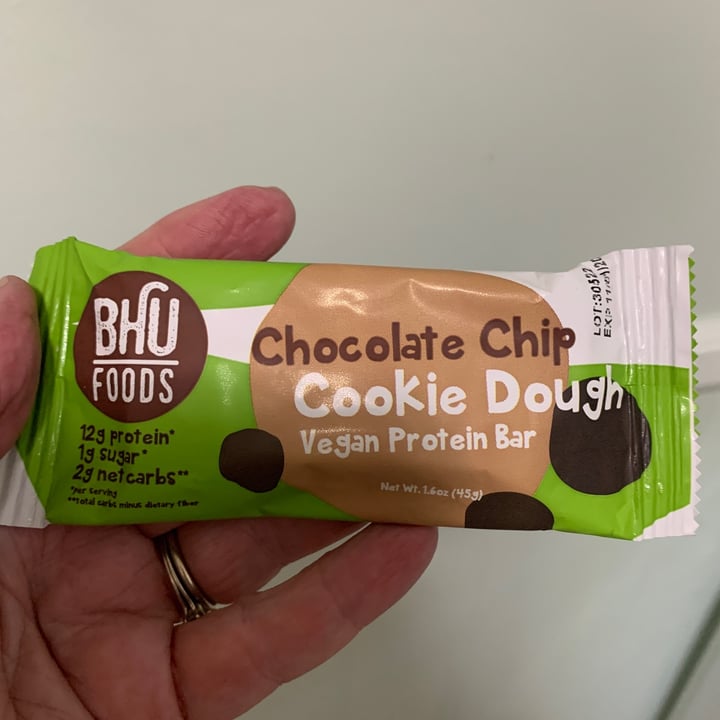 BHU
FOODS
12g protein*
1g sugar*
2g netcarbs**
*per serving
**total carbs minus dietary fiber
Chocolate Chip
Cookie Dough
Vegan Protein Bar
Net Wt. 1.6oz (45g)